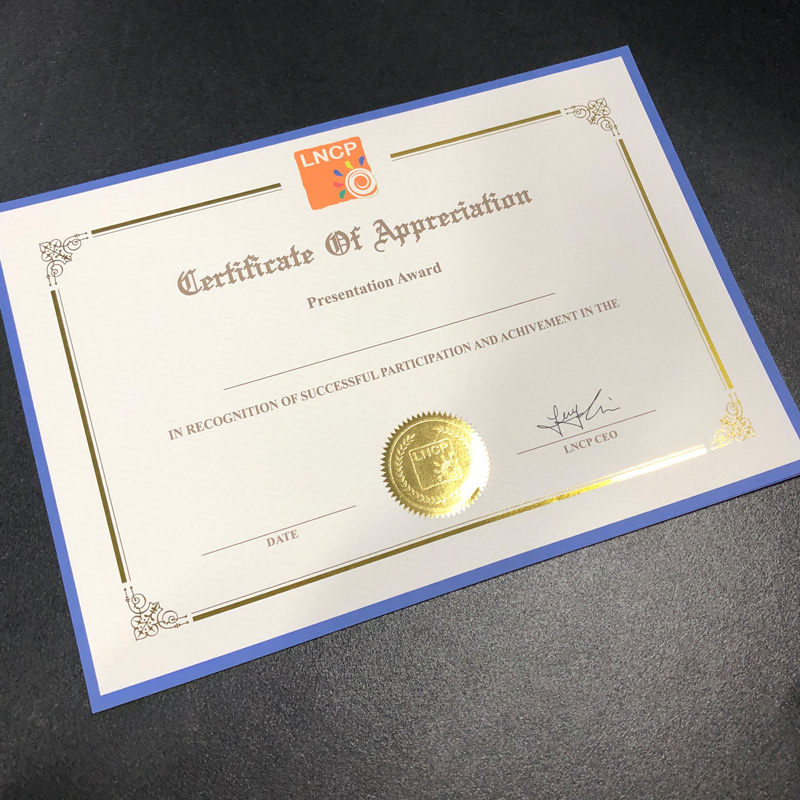 LNCP
Certificate Of Appreciation
Presentation Award
IN RECOGNITION OF SUCCESSFUL PARTICIPATION AND ACHIVEMENT IN THE
LNCP
LNCP CEO
DATE